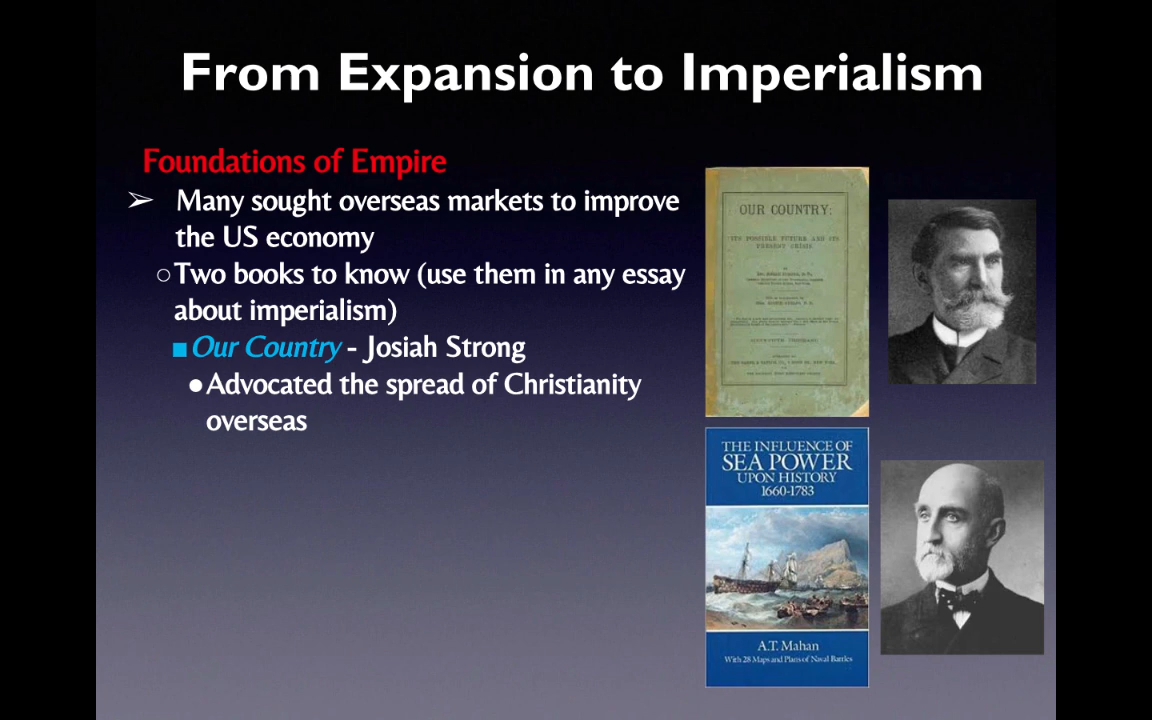 From Expansion to Imperialism
Foundations of Empire
➢ Many sought overseas markets to improve
the US economy
○Two books to know (use them in any essay
about imperialism)
■Our Country - Josiah Strong
●Advocated the spread of Christianity
overseas
OUR COUNTRY:
ITS POSSIBLE FUTURE AND ITS
PRESENT CRISIS
THE INFLUENCE OF
SEA POWER
UPON HISTORY
1660-1783
A.T. Mahan
With 28 Maps and Plans of Naval Battles